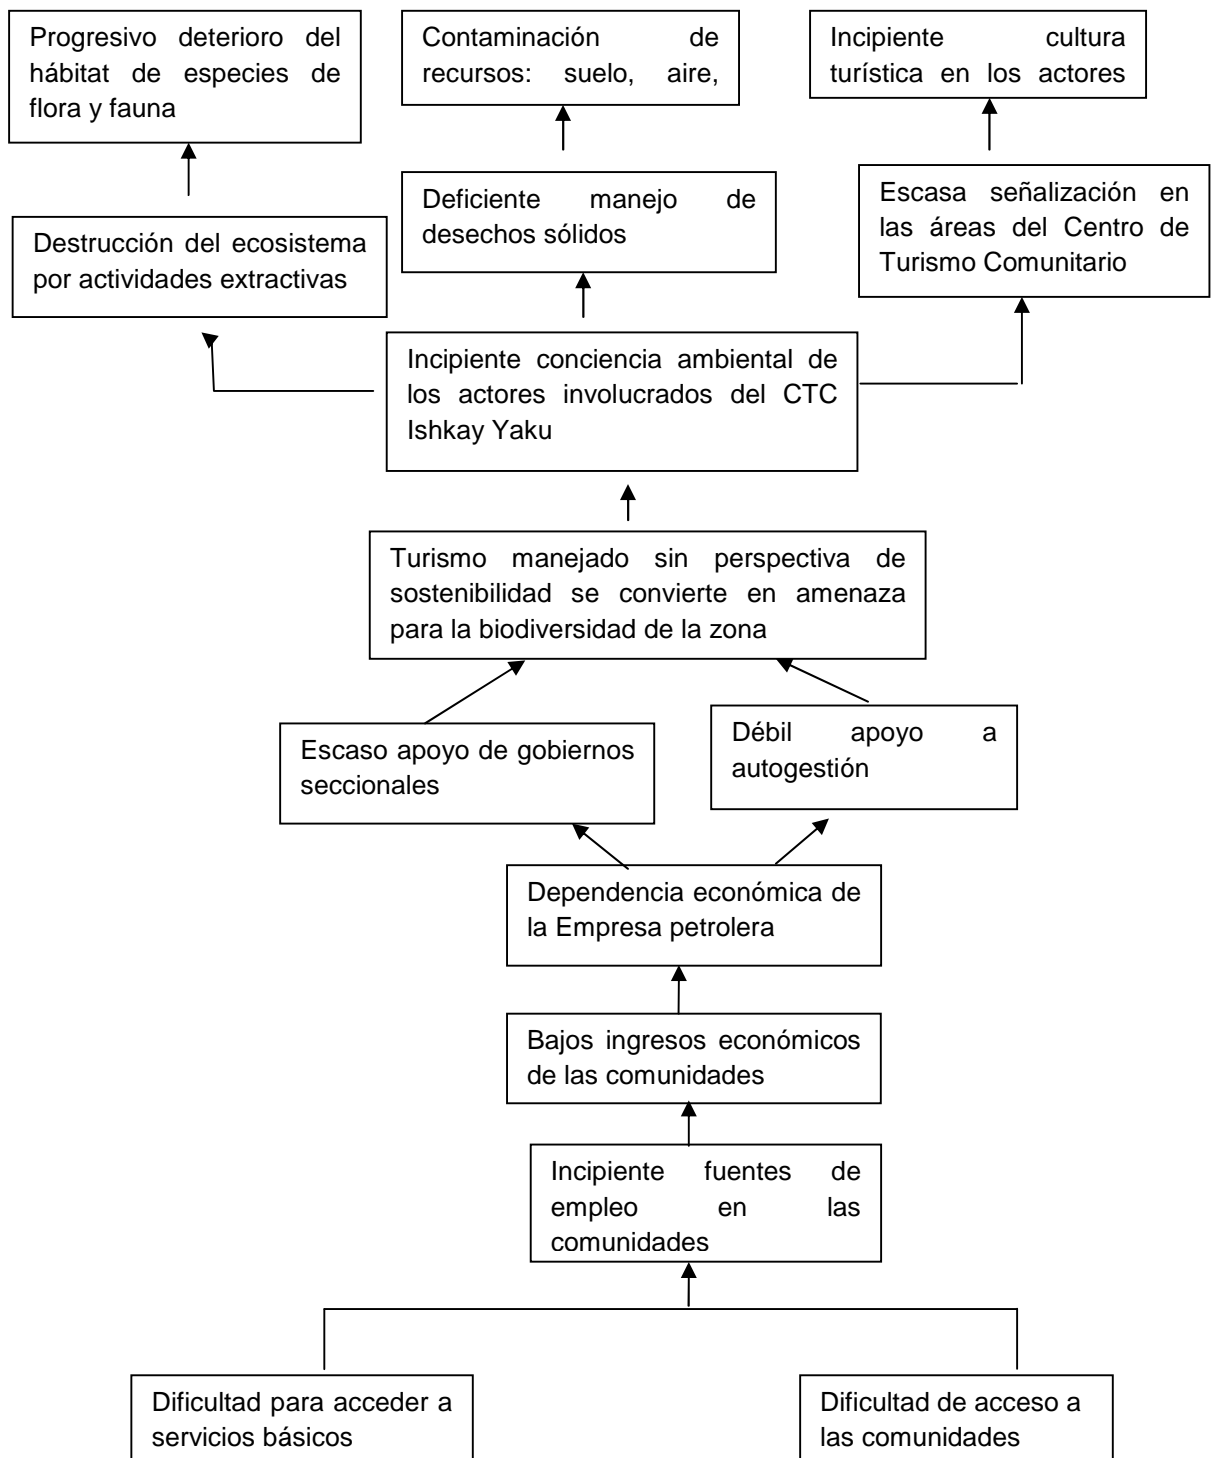 Progresivo deterioro del
hábitat de especies de
flora y fauna
Contaminación de
recursos: suelo, aire,
Incipiente cultura
turística en los actores
Destrucción del ecosistema
por actividades extractivas
Deficiente manejo de
desechos sólidos
Escasa señalización en
las áreas del Centro de
Turismo Comunitario
Incipiente conciencia ambiental de
los actores involucrados del CTC
Ishkay Yaku
Turismo manejado sin perspectiva de
sostenibilidad se convierte en amenaza
para la biodiversidad de la zona
Escaso apoyo de gobiernos
seccionales
Débil apoyo a
autogestión
Dependencia económica de
la Empresa petrolera
Bajos ingresos económicos
de las comunidades
Incipiente fuentes de
empleo en las
comunidades
Dificultad para acceder a
servicios básicos
Dificultad de acceso a
las comunidades